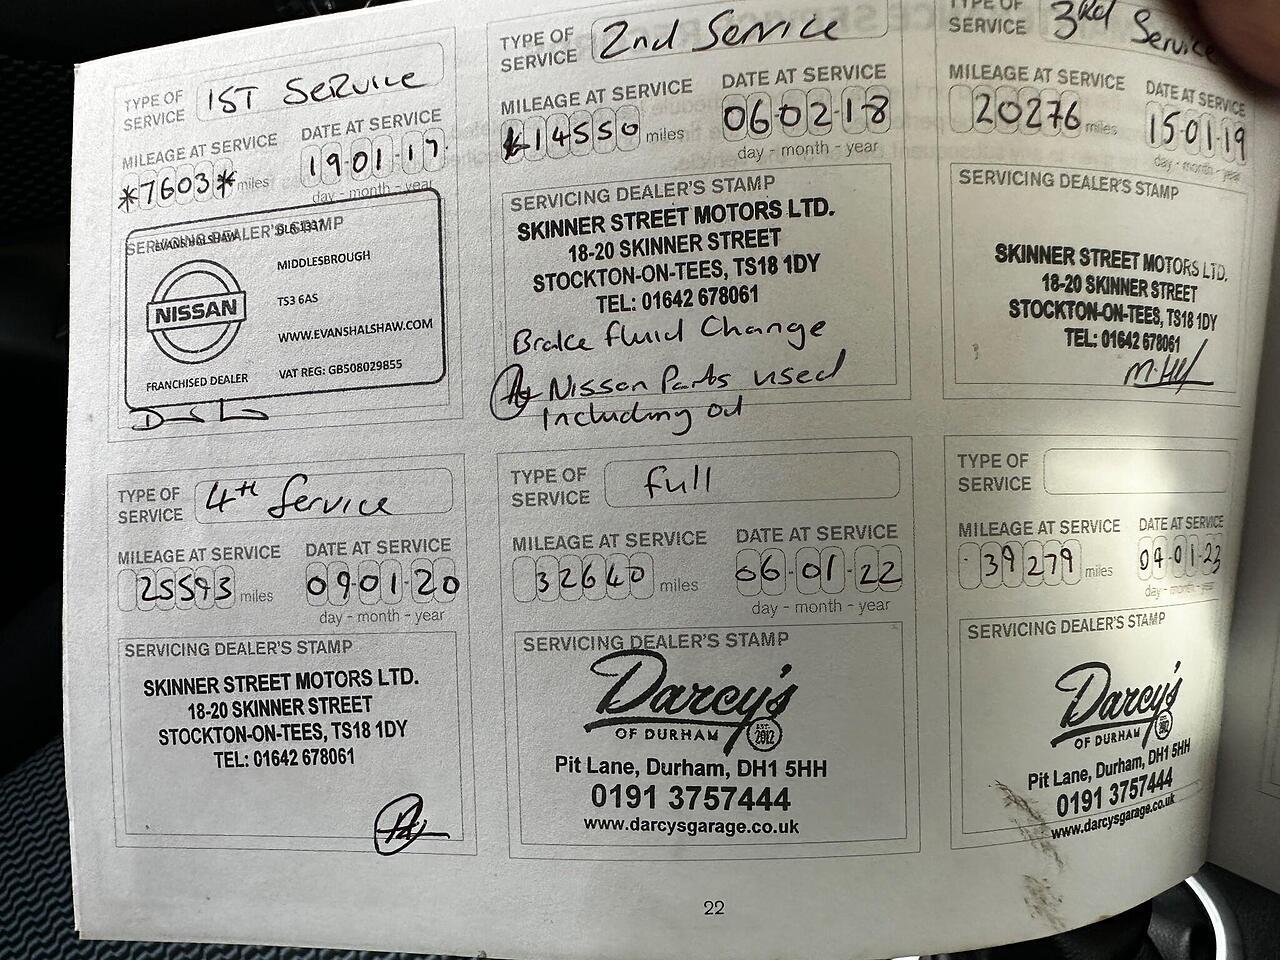 TYPE OF SERVICE 1ST SERVICE
MILEAGE AT SERVICE
*7603* miles
DATE AT SERVICE
19-01-17
day - month - year
SERVICING DEALER'S STAMP
EVANS HALSHAW
MIDDLESBROUGH
TS3 6AS
NISSAN
WWW.EVANSHALSHAW.COM
FRANCHISED DEALER
VAT REG: GB508029855
TYPE OF SERVICE 2nd Service
MILEAGE AT SERVICE
14550 miles
DATE AT SERVICE
06-02-18
day - month - year
SERVICING DEALER'S STAMP
SKINNER STREET MOTORS LTD.
18-20 SKINNER STREET
STOCKTON-ON-TEES, TS18 1DY
TEL: 01642 678061
Brake fluid Change
Nissan Parts used
Including oil
TYPE OF SERVICE 3rd Service
MILEAGE AT SERVICE
20276 miles
DATE AT SERVICE
15-01-19
day - month - year
SERVICING DEALER'S STAMP
SKINNER STREET MOTORS LTD.
18-20 SKINNER STREET
STOCKTON-ON-TEES, TS18 1DY
TEL: 01642 678061
TYPE OF SERVICE 4th Service
MILEAGE AT SERVICE
25593 miles
DATE AT SERVICE
09-01-20
day - month - year
SERVICING DEALER'S STAMP
SKINNER STREET MOTORS LTD.
18-20 SKINNER STREET
STOCKTON-ON-TEES, TS18 1DY
TEL: 01642 678061
TYPE OF SERVICE full
MILEAGE AT SERVICE
32640 miles
DATE AT SERVICE
06-01-22
day - month - year
SERVICING DEALER'S STAMP
Darcy's
OF DURHAM
EST. 2012
Pit Lane, Durham, DH1 5HH
0191 3757444
www.darcysgarage.co.uk
TYPE OF SERVICE
MILEAGE AT SERVICE
39279 miles
DATE AT SERVICE
04-01-23
day - month - year
SERVICING DEALER'S STAMP
Darcy's
OF DURHAM
Pit Lane, Durham, DH1 5HH
0191 3757444
www.darcysgarage.co.uk
22